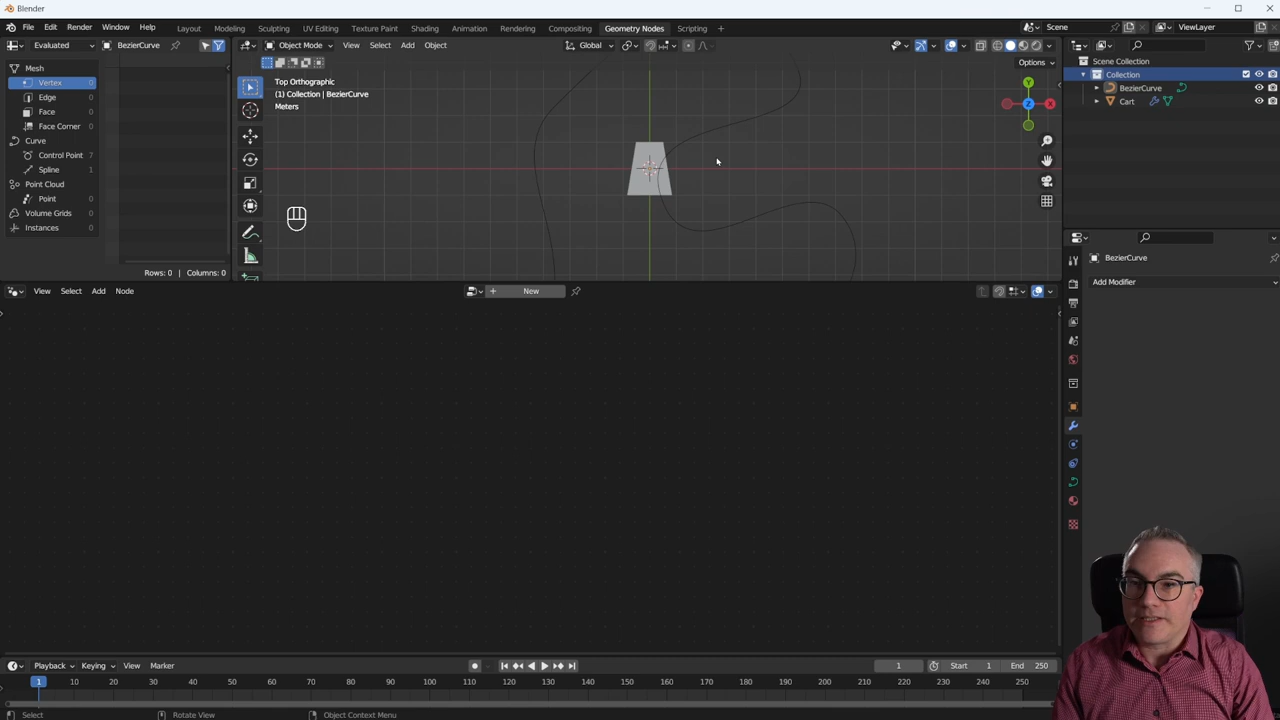 Blender
File Edit Render Window Help Layout Modeling Sculpting UV Editing Texture Paint Shading Animation Rendering Compositing Geometry Nodes Scripting + Scene ViewLayer
Evaluated BezierCurve Object Mode View Select Add Object Global
Options
Mesh
Vertex 0
Edge 0
Face 0
Face Corner 0
Curve
Control Point 7
Spline 1
Point Cloud
Point 0
Volume Grids 0
Instances 0
Rows: 0 | Columns: 0
Top Orthographic
(1) Collection | BezierCurve
Meters
Y
Z
X
Scene Collection
Collection
BezierCurve
Cart
BezierCurve
Add Modifier
View Select Add Node + New
Playback Keying View Marker 1 Start 1 End 250
1 10 20 30 40 50 60 70 80 90 100 110 120 130 140 150 160 170 180 190 200 210 220 230 240 250
Select Rotate View Object Context Menu